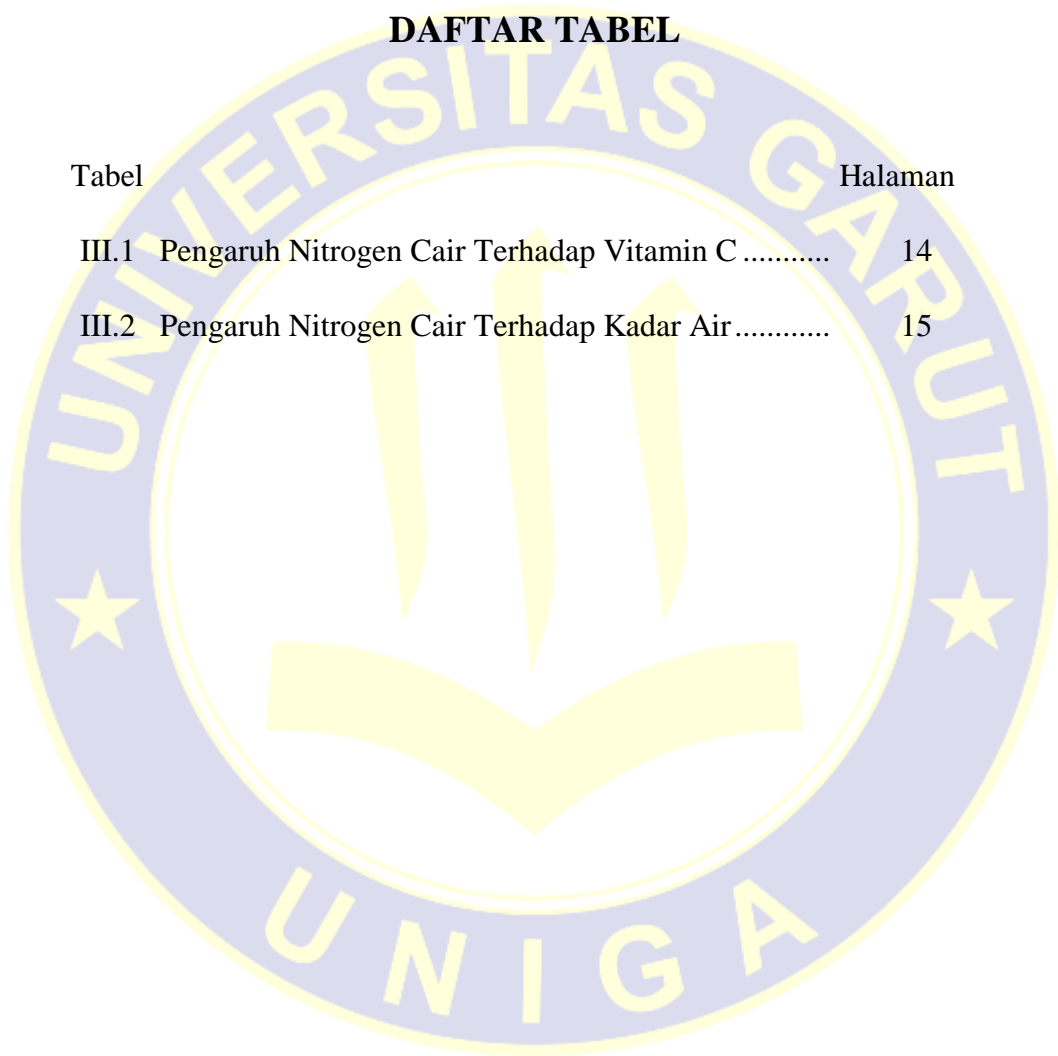 DAFTAR TABEL
UNIVERSITAS GARUT
Tabel Halaman
III.1 Pengaruh Nitrogen Cair Terhadap Vitamin C ........... 14
III.2 Pengaruh Nitrogen Cair Terhadap Kadar Air ............ 15
UNIGA